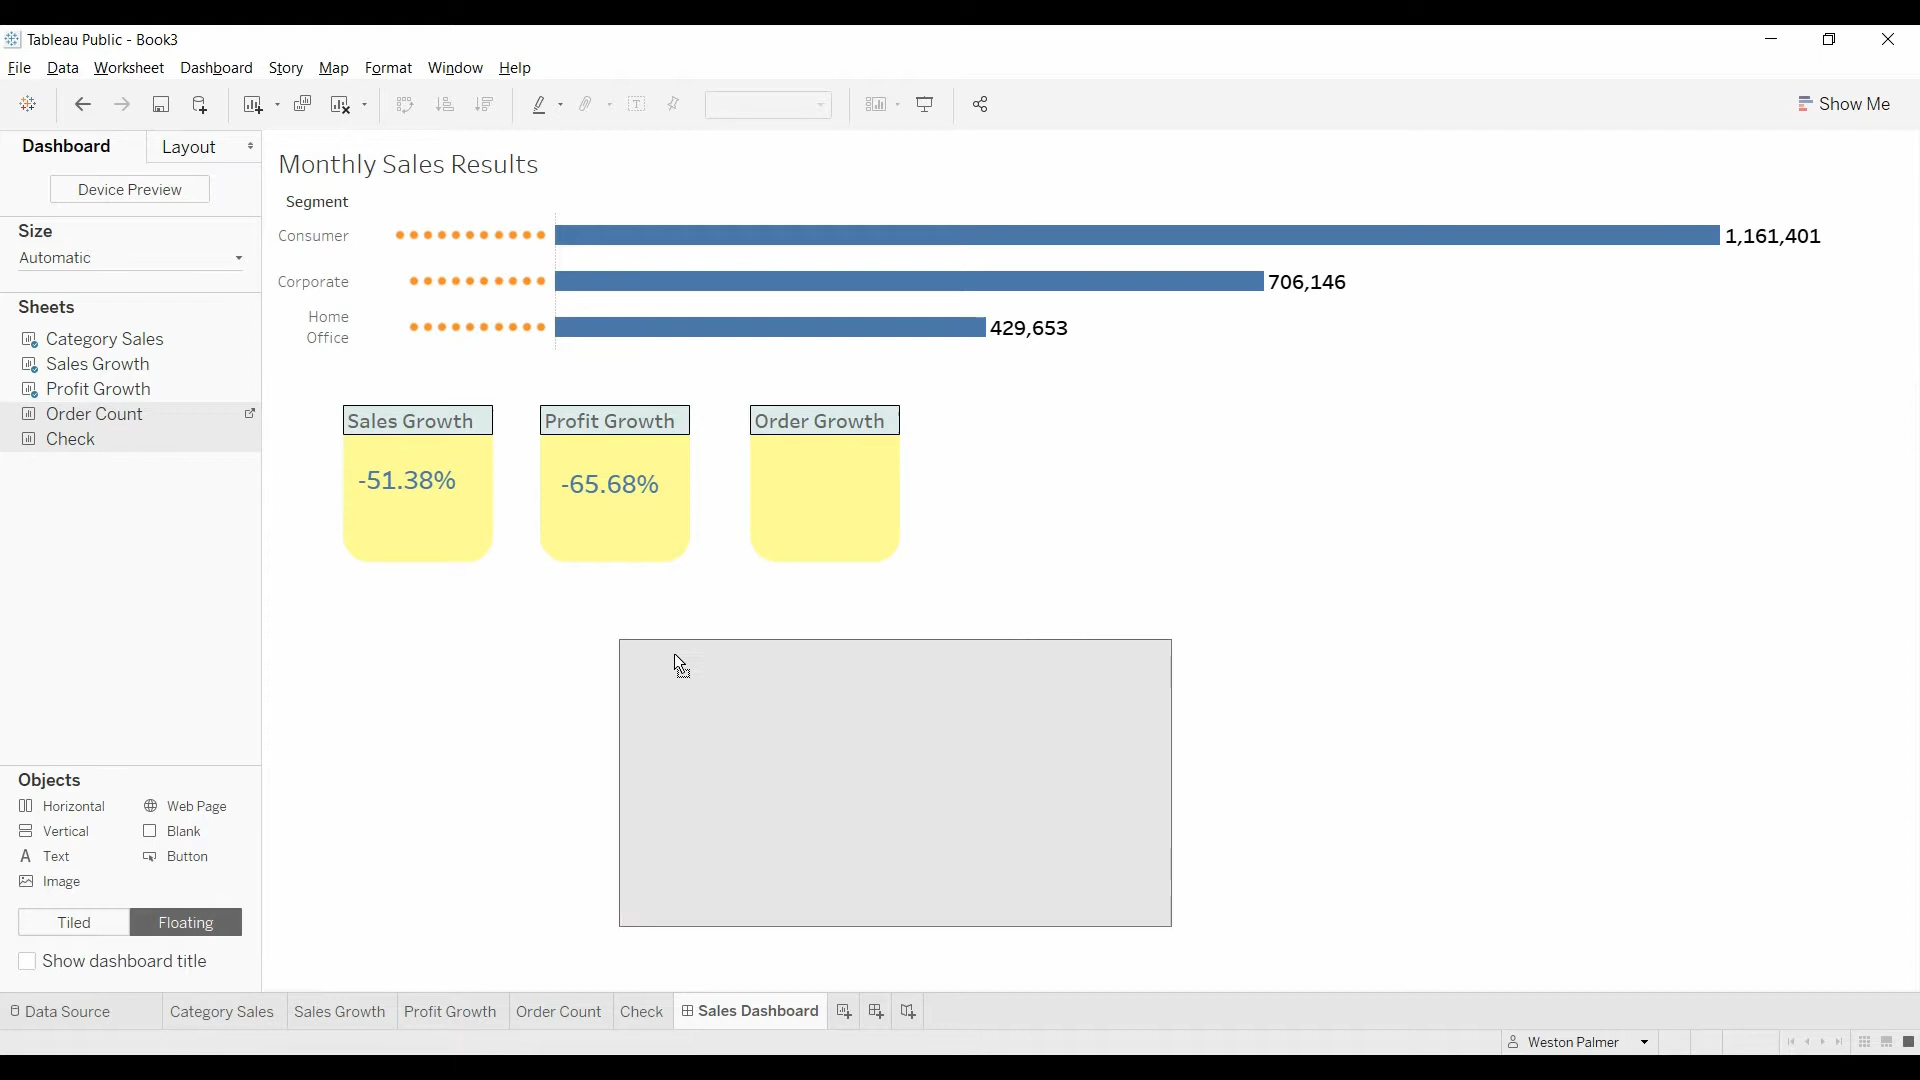 Tableau Public - Book3
File Data Worksheet Dashboard Story Map Format Window Help
Show Me
Dashboard Layout
Device Preview
Size
Automatic
Sheets
Category Sales
Sales Growth
Profit Growth
Order Count
Check
Monthly Sales Results
Segment
Consumer 1,161,401
Corporate 706,146
Home
Office
429,653
Sales Growth Profit Growth Order Growth
-51.38% -65.68%
Objects
Horizontal Web Page
Vertical Blank
Text Button
Image
Tiled Floating
Show dashboard title
Data Source Category Sales Sales Growth Profit Growth Order Count Check Sales Dashboard
Weston Palmer